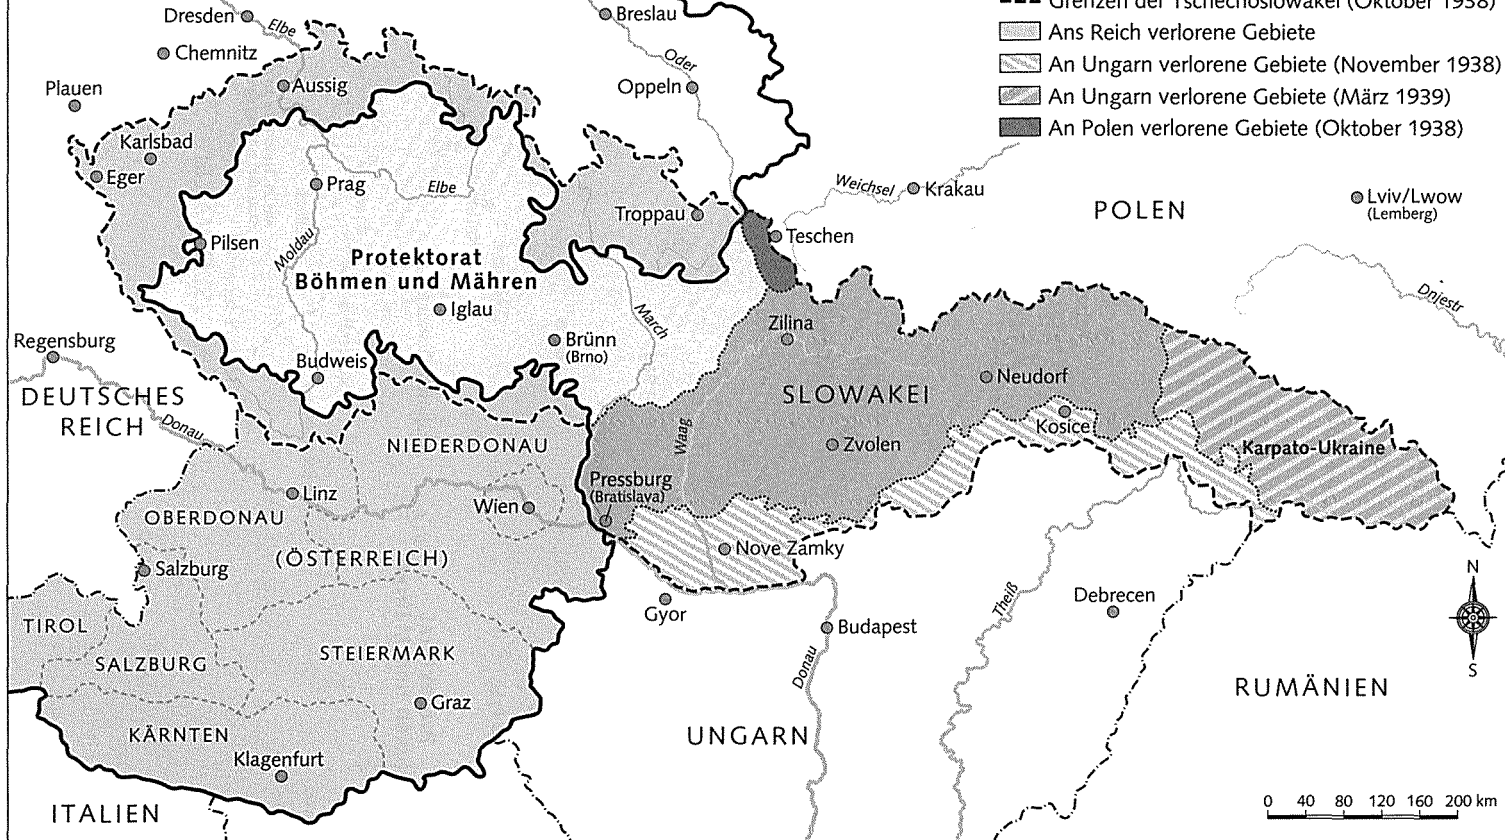 Grenzen der Tschechoslowakei (Oktober 1938)
Ans Reich verlorene Gebiete
An Ungarn verlorene Gebiete (November 1938)
An Ungarn verlorene Gebiete (März 1939)
An Polen verlorene Gebiete (Oktober 1938)
Dresden
Elbe
Breslau
Chemnitz
Oder
Plauen
Aussig
Oppeln
Karlsbad
Eger
Prag
Elbe
Weichsel
Krakau
Lviv/Lwow
(Lemberg)
POLEN
Troppau
Teschen
Pilsen
Moldau
Protektorat
Böhmen und Mähren
Iglau
March
Dnjestr
Zilina
Regensburg
Brünn
(Brno)
Budweis
DEUTSCHES
REICH
Donau
SLOWAKEI
Neudorf
Kosice
NIEDERDONAU
Waag
Zvolen
Karpato-Ukraine
Pressburg
(Bratislava)
Linz
Wien
OBERDONAU
(ÖSTERREICH)
Nove Zamky
Salzburg
Gyor
Theiß
Debrecen
N
S
TIROL
SALZBURG
STEIERMARK
Budapest
Donau
RUMÄNIEN
Graz
UNGARN
KÄRNTEN
Klagenfurt
ITALIEN
0 40 80 120 160 200 km